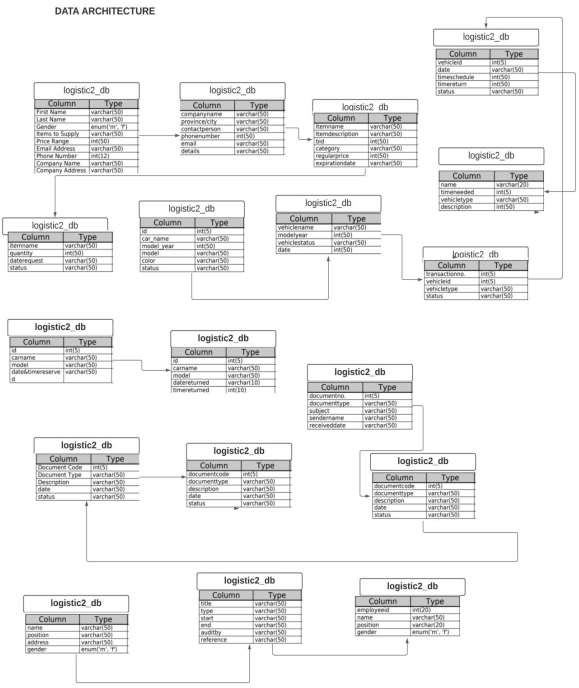 DATA ARCHITECTURE
logistic2_db
Column Type
vehicleid int(5)
date varchar(50)
timeschedule int(50)
timereturn int(50)
status varchar(50)
logistic2_db
Column Type
First Name varchar(50)
Last Name varchar(50)
Gender enum('m', 'f')
Items to Supply varchar(50)
Price Range int(50)
Email Address varchar(50)
Phone Number int(12)
Company Name varchar(50)
Company Address varchar(50)
logistic2_db
Column Type
companyname varchar(50)
province/city varchar(50)
contactperson varchar(50)
phonenumber int(50)
email varchar(50)
details varchar(50)
logistic2_db
Column Type
Itemname varchar(50)
Itemdescription varchar(50)
bid int(50)
category varchar(50)
regularprice int(50)
expirationdate varchar(50)
logistic2_db
Column Type
name varchar(20)
timeneeded int(5)
vehicletype varchar(50)
description int(50)
logistic2_db
Column Type
itemname varchar(50)
quantity int(50)
daterequest varchar(50)
status varchar(50)
logistic2_db
Column Type
id int(5)
car_name varchar(50)
model_year int(50)
model varchar(50)
color varchar(50)
status varchar(50)
logistic2_db
Column Type
vehiclename varchar(50)
modelyear int(50)
vehiclestatus varchar(50)
date int(50)
logistic2_db
Column Type
transactionno. int(5)
vehicleid int(5)
vehicletype varchar(50)
status varchar(50)
logistic2_db
Column Type
id int(5)
carname varchar(50)
model varchar(50)
date&timereserve varchar(50)
d
logistic2_db
Column Type
id int(5)
carname varchar(50)
model varchar(50)
datereturned varchar(10)
timereturned int(10)
logistic2_db
Column Type
documentno. int(5)
documenttype varchar(50)
subject varchar(50)
sendername varchar(50)
receiveddate varchar(50)
logistic2_db
Column Type
Document Code int(5)
Document Type varchar(50)
Description varchar(50)
date varchar(50)
status varchar(50)
logistic2_db
Column Type
documentcode int(5)
documenttype varchar(50)
description varchar(50)
date varchar(50)
status varchar(50)
logistic2_db
Column Type
documentcode int(5)
documenttype varchar(50)
description varchar(50)
date varchar(50)
status varchar(50)
logistic2_db
Column Type
name varchar(50)
position varchar(50)
address varchar(50)
gender enum('m', 'f')
logistic2_db
Column Type
title varchar(50)
type varchar(50)
start varchar(50)
end varchar(50)
auditby varchar(50)
reference varchar(50)
logistic2_db
Column Type
employeeid int(20)
name varchar(50)
position varchar(20)
gender enum('m', 'f')